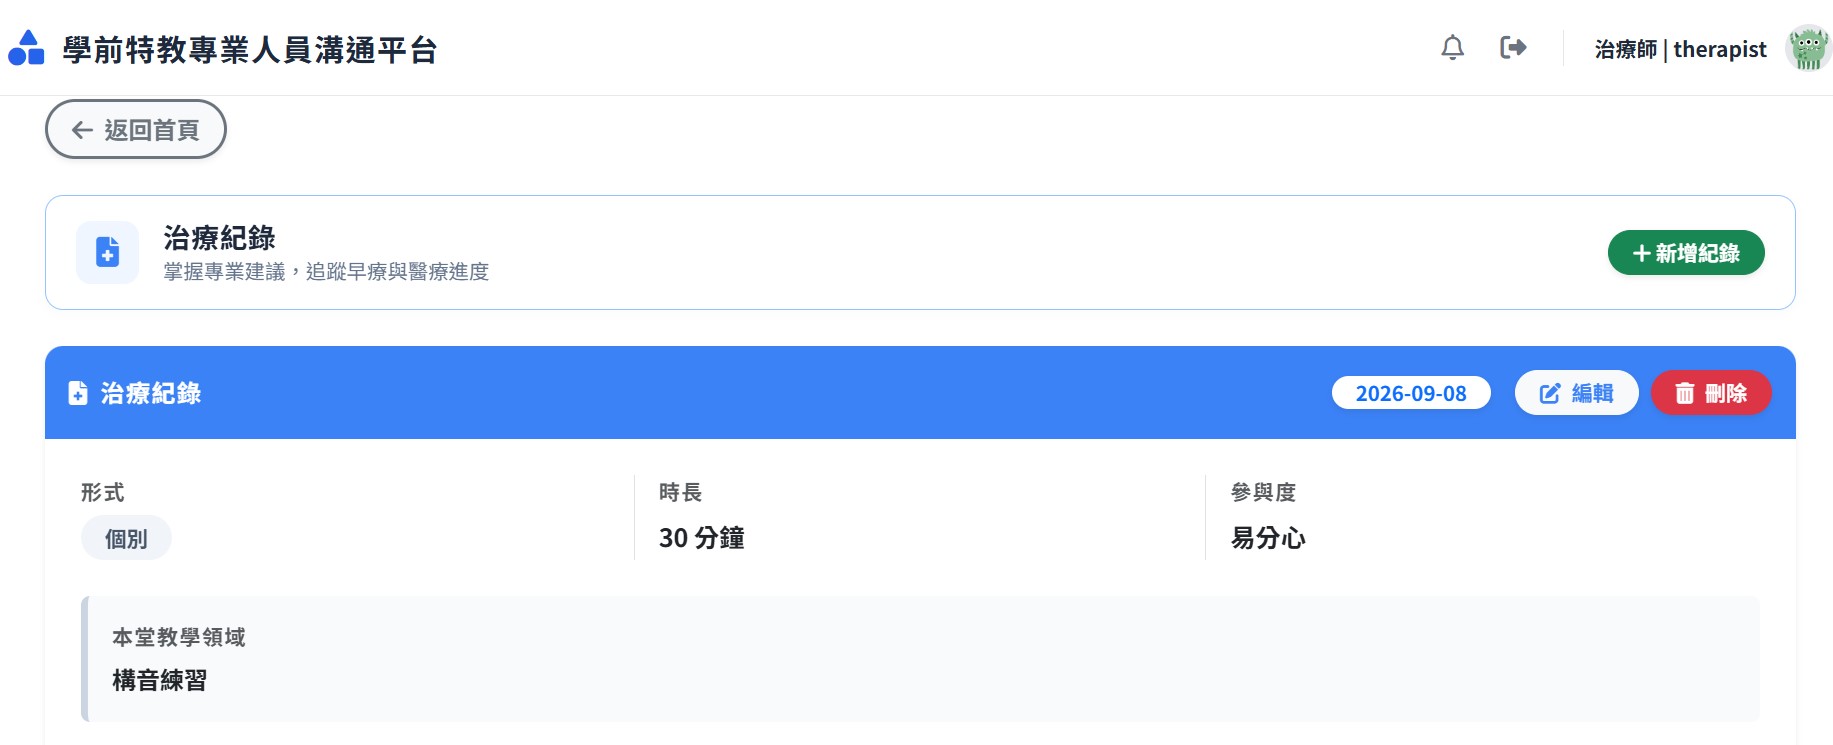 學前特教專業人員溝通平台
治療師 | therapist
返回首頁
治療紀錄
掌握專業建議，追蹤早療與醫療進度
新增紀錄
治療紀錄
2026-09-08
編輯
刪除
形式
個別
時長
30 分鐘
參與度
易分心
本堂教學領域
構音練習